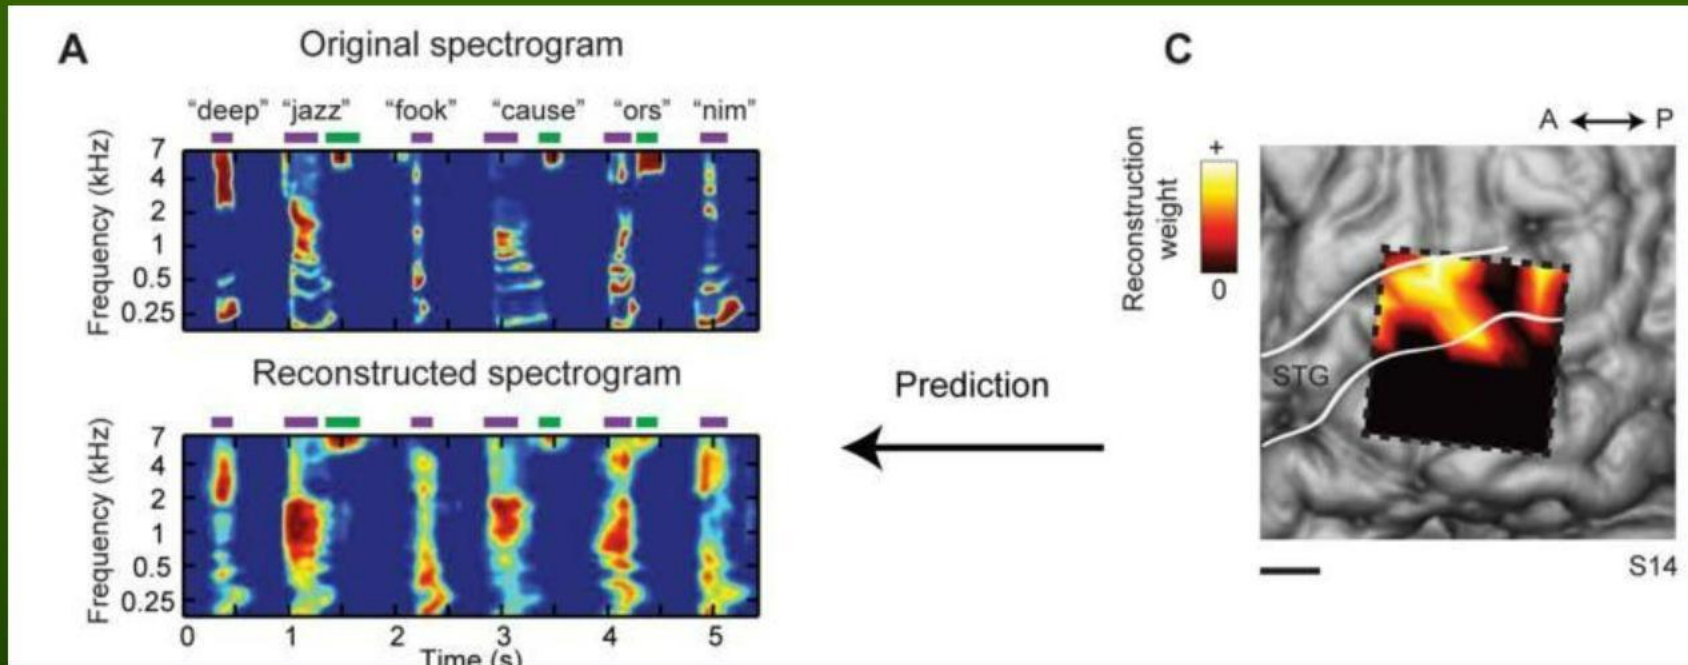 A
Original spectrogram
“deep” “jazz” “fook” “cause” “ors” “nim”
Frequency (kHz)
7
4
2
1
0.5
0.25
Reconstructed spectrogram
Frequency (kHz)
7
4
2
1
0.5
0.25
0 1 2 3 4 5
Time (s)
Prediction
C
A P
Reconstruction
weight
+
0
STG
S14